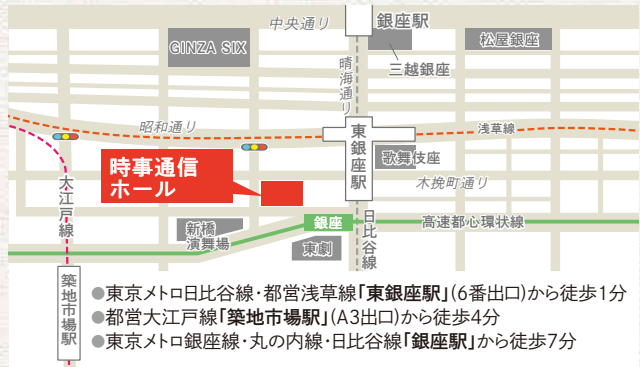 中央通り
銀座駅
GINZA SIX
松屋銀座
三越銀座
晴海通り
昭和通り
浅草線
東銀座駅
歌舞伎座
時事通信
ホール
木挽町通り
大江戸線
新橋
演舞場
銀座
高速都心環状線
東劇
日比谷線
築地市場駅
●東京メトロ日比谷線・都営浅草線「東銀座駅」(6番出口)から徒歩1分
●都営大江戸線「築地市場駅」(A3出口)から徒歩4分
●東京メトロ銀座線・丸の内線・日比谷線「銀座駅」から徒歩7分